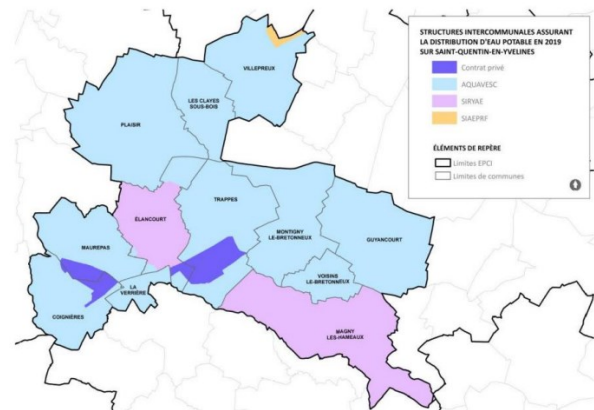 STRUCTURES INTERCOMMUNALES ASSURANT
LA DISTRIBUTION D'EAU POTABLE EN 2019
SUR SAINT-QUENTIN-EN-YVELINES
Contrat privé
AQUAVESC
SIRYAE
SIAEPRF
ÉLÉMENTS DE REPÈRE
Limites EPCI
Limites de communes
VILLEPREUX
LES CLAYES
SOUS-BOIS
PLAISIR
TRAPPES
ÉLANCOURT
MONTIGNY
LE-BRETONNEUX
GUYANCOURT
MAUREPAS
VOISINS
LE-BRETONNEUX
LA
VERRIÈRE
COIGNIÈRES
MAGNY
LES-HAMEAUX